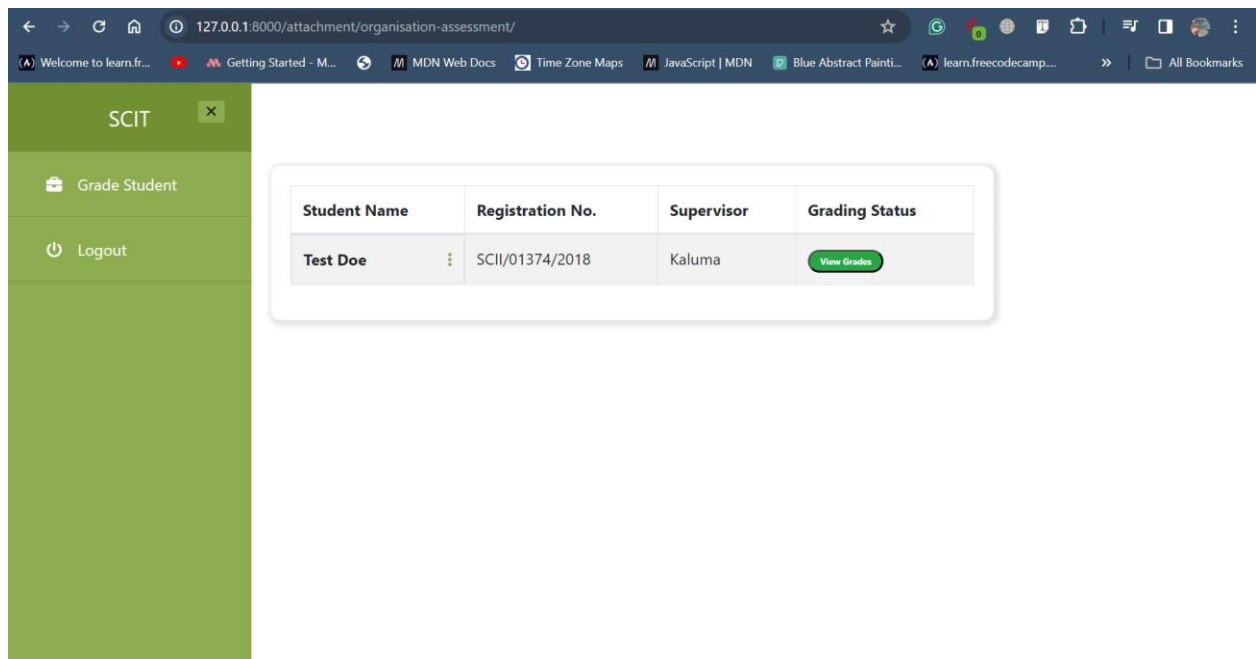 127.0.0.1:8000/attachment/organisation-assessment/
Welcome to learn.fr... Getting Started - M... MDN Web Docs Time Zone Maps JavaScript | MDN Blue Abstract Painti... learn.freecodecamp.... » All Bookmarks
SCIT
Grade Student
Logout
Student Name Registration No. Supervisor Grading Status
Test Doe SCII/01374/2018 Kaluma View Grades